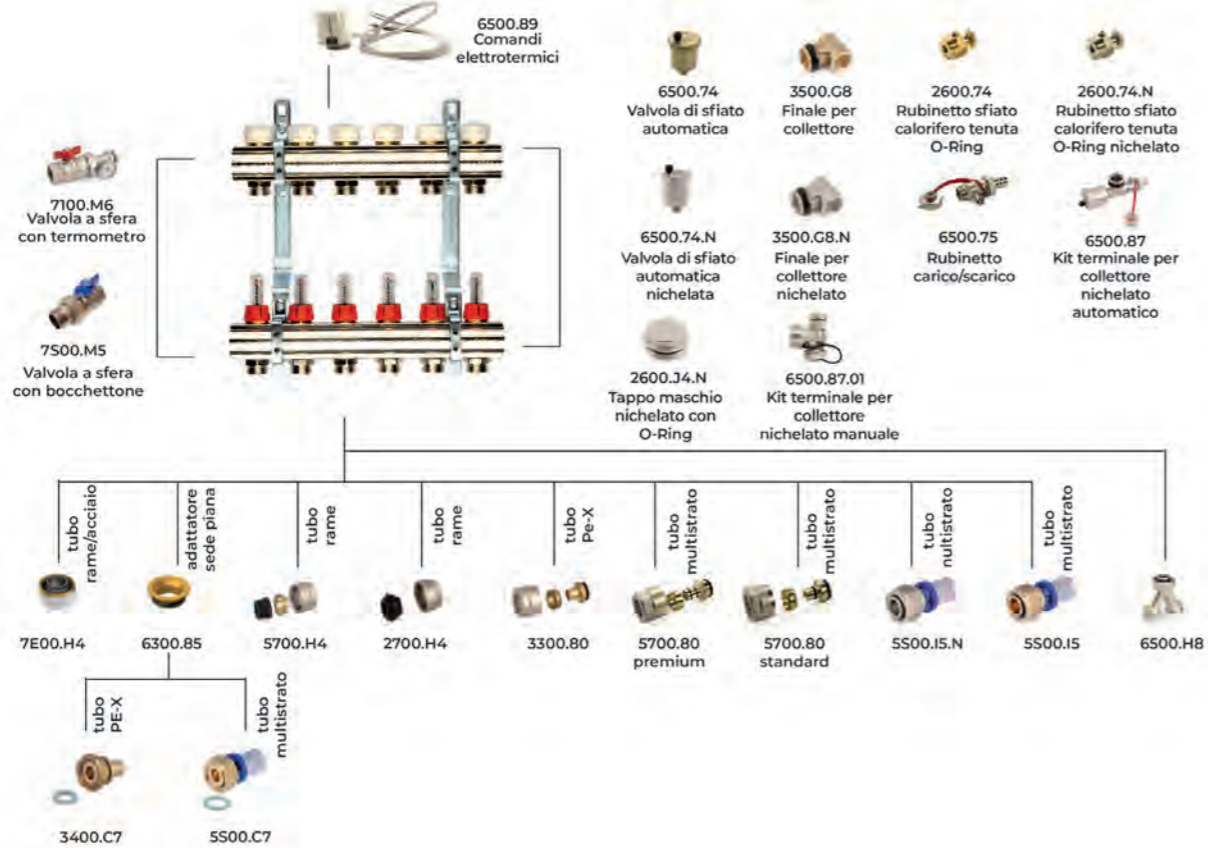 6500.89
Comandi
elettrotermici
7100.M6
Valvola a sfera
con termometro
7S00.M5
Valvola a sfera
con bocchettone
6500.74
Valvola di sfiato
automatica
3500.G8
Finale per
collettore
2600.74
Rubinetto sfiato
calorifero tenuta
O-Ring
2600.74.N
Rubinetto sfiato
calorifero tenuta
O-Ring nichelato
6500.74.N
Valvola di sfiato
automatica
nichelata
3500.G8.N
Finale per
collettore
nichelato
6500.75
Rubinetto
carico/scarico
6500.87
Kit terminale per
collettore
nichelato
automatico
2600.J4.N
Tappo maschio
nichelato con
O-Ring
6500.87.01
Kit terminale per
collettore
nichelato manuale
tubo
rame/acciaio
7E00.H4
adattatore
sede piana
6300.85
tubo
rame
5700.H4
tubo
rame
2700.H4
tubo
Pe-X
3300.80
tubo
multistrato
5700.80
premium
tubo
multistrato
5700.80
standard
tubo
nultistrato
5S00.I5.N
tubo
multistrato
5S00.I5
6S00.H8
tubo
PE-X
3400.C7
tubo
multistrato
5S00.C7